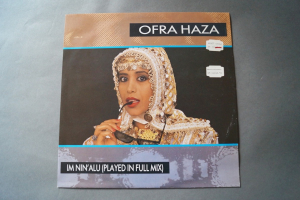 OFRA HAZA
IM NIN'ALU (PLAYED IN FULL MIX)